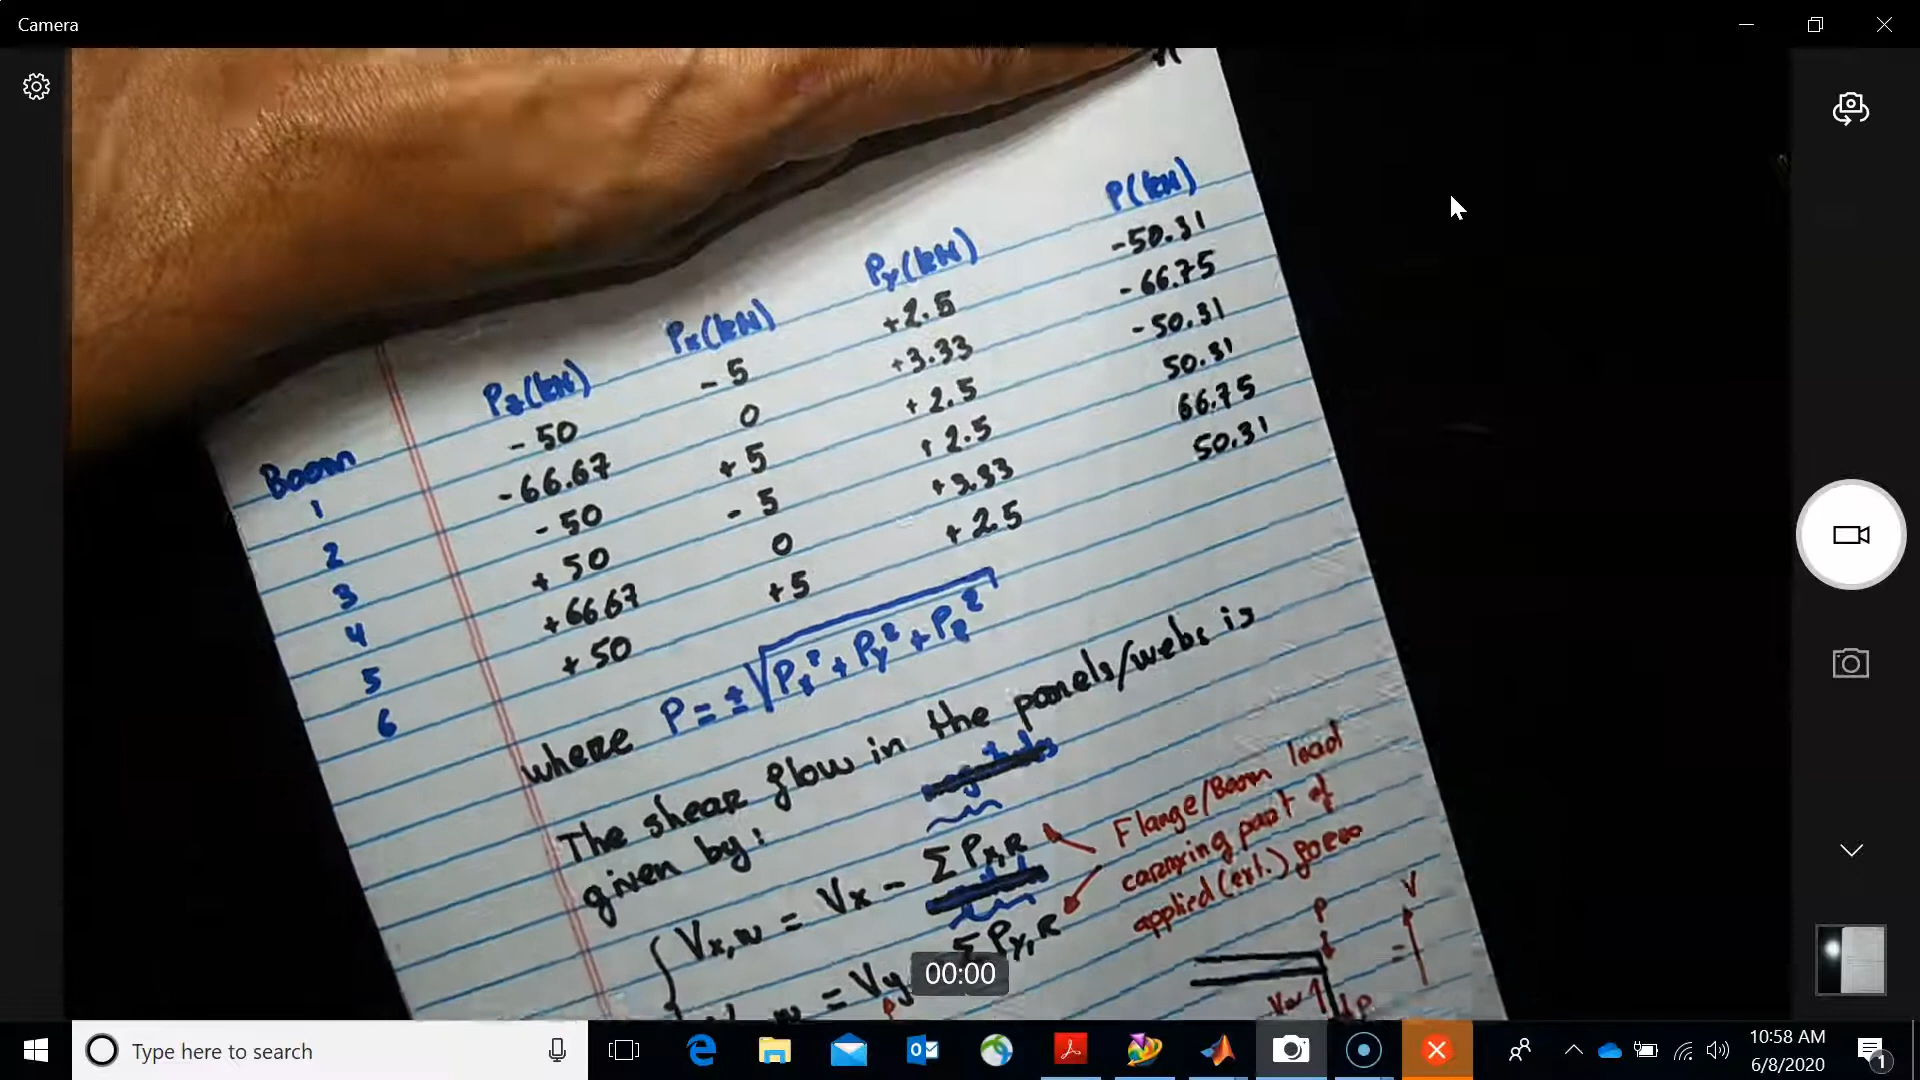 Camera
Boom Pz(kN) Px(kN) Py(kN) P(kN)
1 - 50 - 5 +2.5 -50.31
2 -66.67 0 +3.33 -66.75
3 - 50 +5 +2.5 -50.31
4 + 50 - 5 +2.5 50.31
5 +66.67 0 +3.33 66.75
6 + 50 +5 +2.5 50.31
where P = ±√Px² + Py² + Pz²
The shear flow in the panels/webs is
given by:
Vx,w = Vx - Σ Px,R
= Vy Σ Py,R
Flange/Boom load
carrying part of
applied (ext.)
P
V
=
P
00:00
Type here to search
10:58 AM
6/8/2020
1